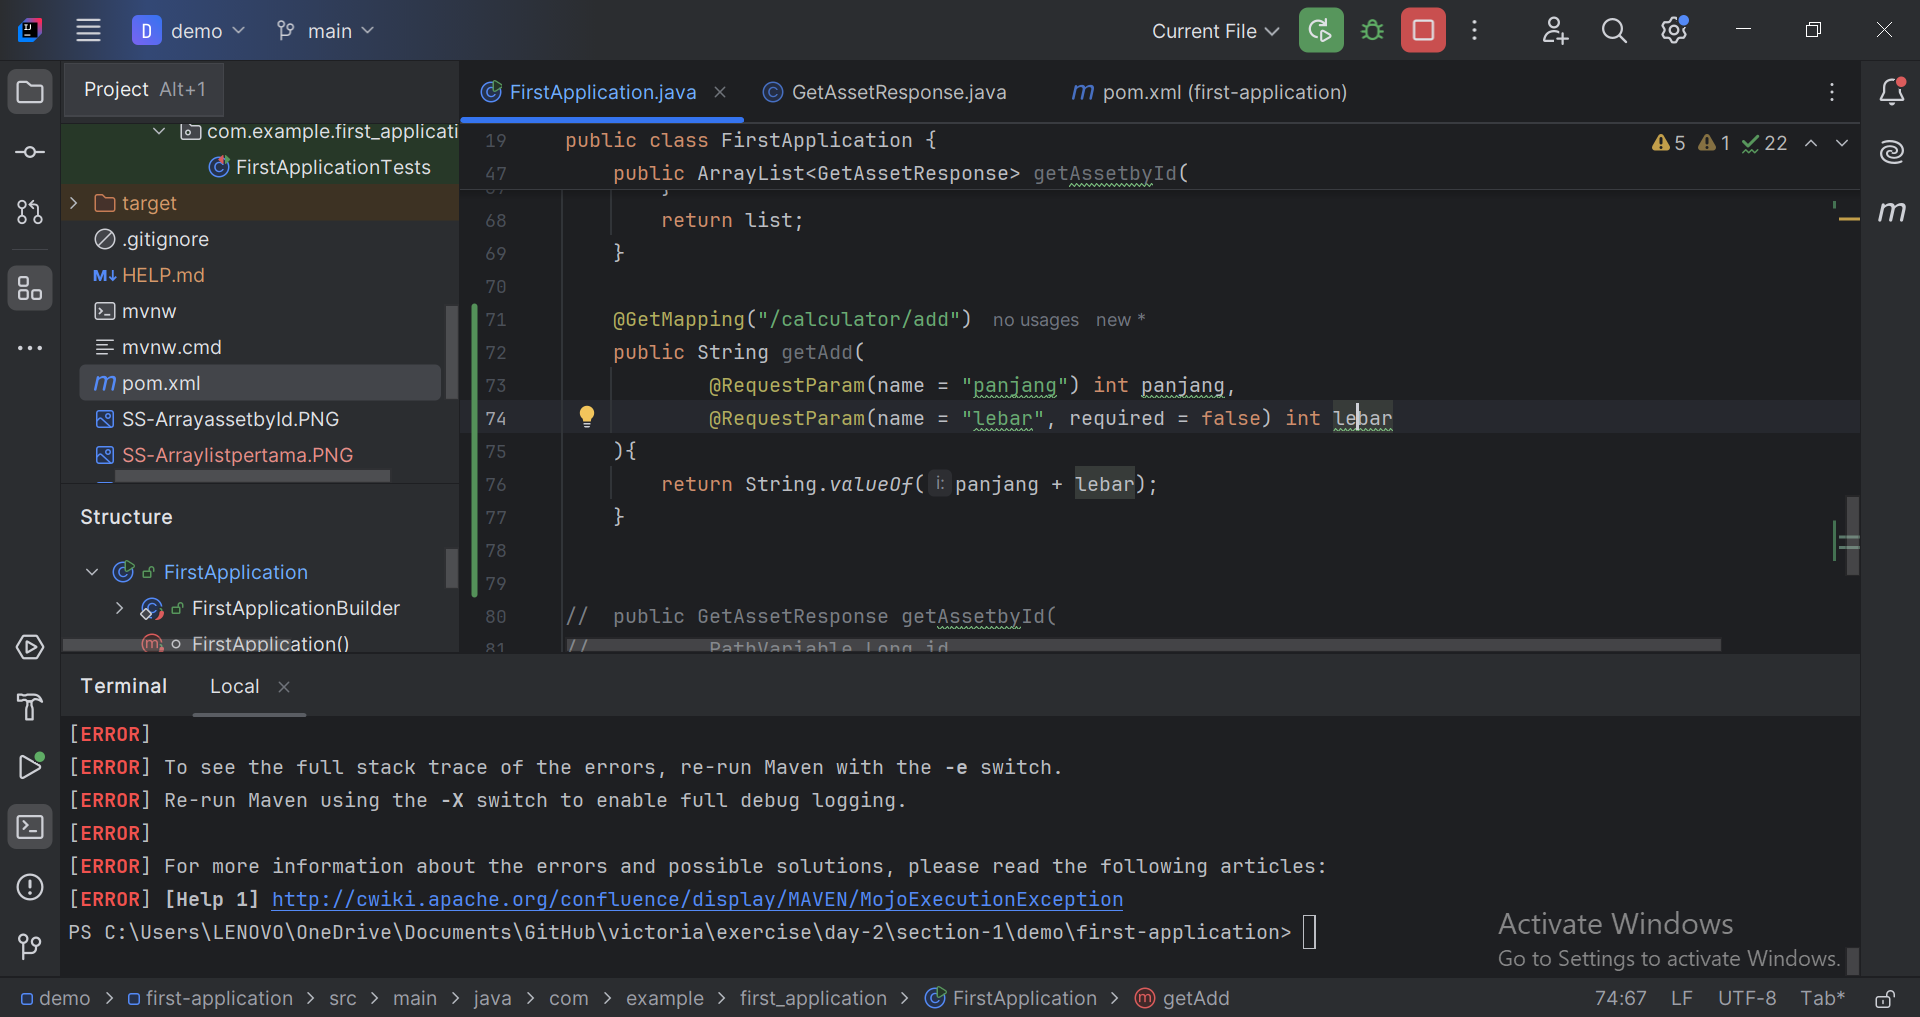 D demo main Current File
Project Alt+1
FirstApplication.java
GetAssetResponse.java
m pom.xml (first-application)
com.example.first_applicati
FirstApplicationTests
target
.gitignore
M↓ HELP.md
mvnw
mvnw.cmd
m pom.xml
SS-ArrayassetbyId.PNG
SS-Arraylistpertama.PNG
Structure
FirstApplication
FirstApplicationBuilder
FirstApplication()
5 1 22
19 public class FirstApplication {
47 public ArrayList<GetAssetResponse> getAssetbyId(
67 }
68 return list;
69 }
70
71 @GetMapping("/calculator/add") no usages new *
72 public String getAdd(
73 @RequestParam(name = "panjang") int panjang,
74 @RequestParam(name = "lebar", required = false) int lebar
75 ){
76 return String.valueOf( i: panjang + lebar);
77 }
78
79
80 // public GetAssetResponse getAssetbyId(
81 // PathVariable Long id
m
Terminal Local
[ERROR]
[ERROR] To see the full stack trace of the errors, re-run Maven with the -e switch.
[ERROR] Re-run Maven using the -X switch to enable full debug logging.
[ERROR]
[ERROR] For more information about the errors and possible solutions, please read the following articles:
[ERROR] [Help 1] http://cwiki.apache.org/confluence/display/MAVEN/MojoExecutionException
PS C:\Users\LENOVO\OneDrive\Documents\GitHub\victoria\exercise\day-2\section-1\demo\first-application>
Activate Windows
Go to Settings to activate Windows.
demo > first-application > src > main > java > com > example > first_application > FirstApplication > getAdd
74:67 LF UTF-8 Tab*